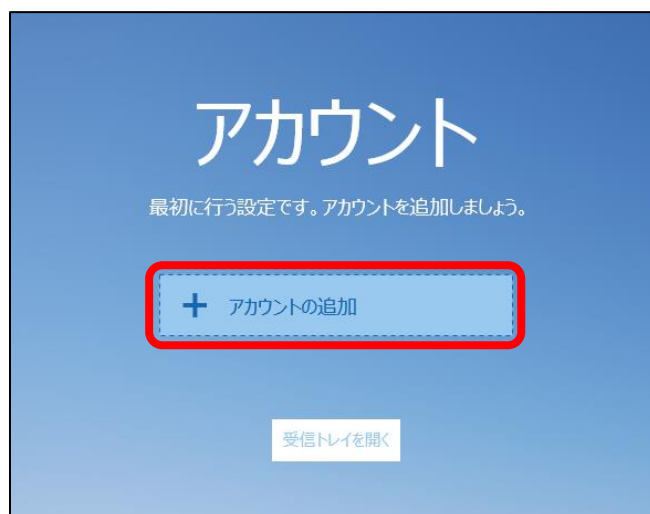 アカウント
最初に行う設定です。アカウントを追加しましょう。
+ アカウントの追加
受信トレイを開く